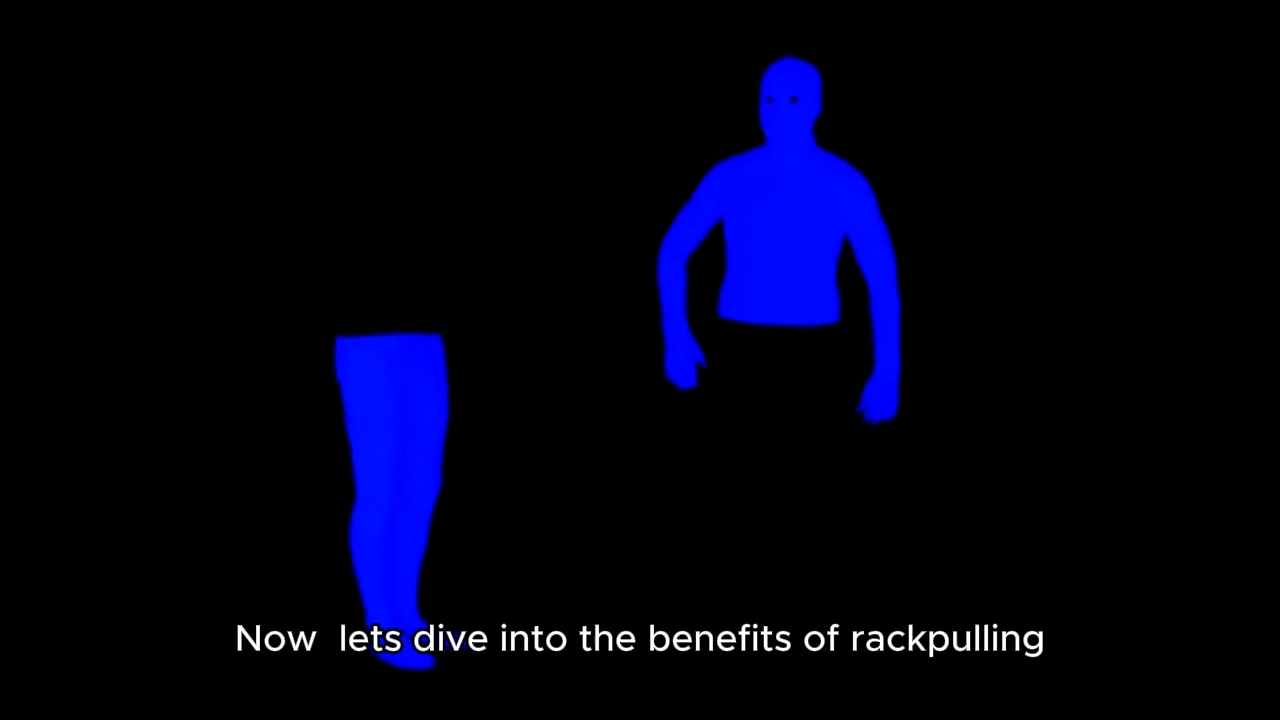 Now  lets dive into the benefits of rackpulling